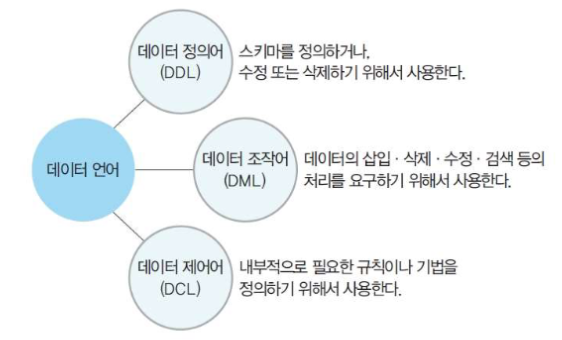 데이터 정의어
(DDL)
스키마를 정의하거나,
수정 또는 삭제하기 위해서 사용한다.
데이터 언어
데이터 조작어
(DML)
데이터의 삽입 · 삭제 · 수정 · 검색 등의
처리를 요구하기 위해서 사용한다.
데이터 제어어
(DCL)
내부적으로 필요한 규칙이나 기법을
정의하기 위해서 사용한다.